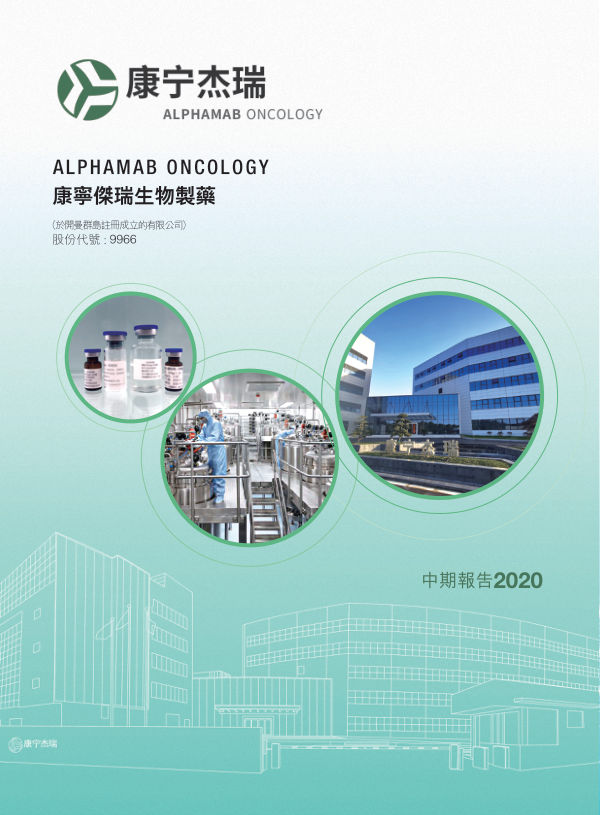 康宁杰瑞
ALPHAMAB ONCOLOGY
ALPHAMAB ONCOLOGY
康寧傑瑞生物製藥
（於開曼群島註冊成立的有限公司）
股份代號 : 9966
中期報告2020
康宁杰瑞